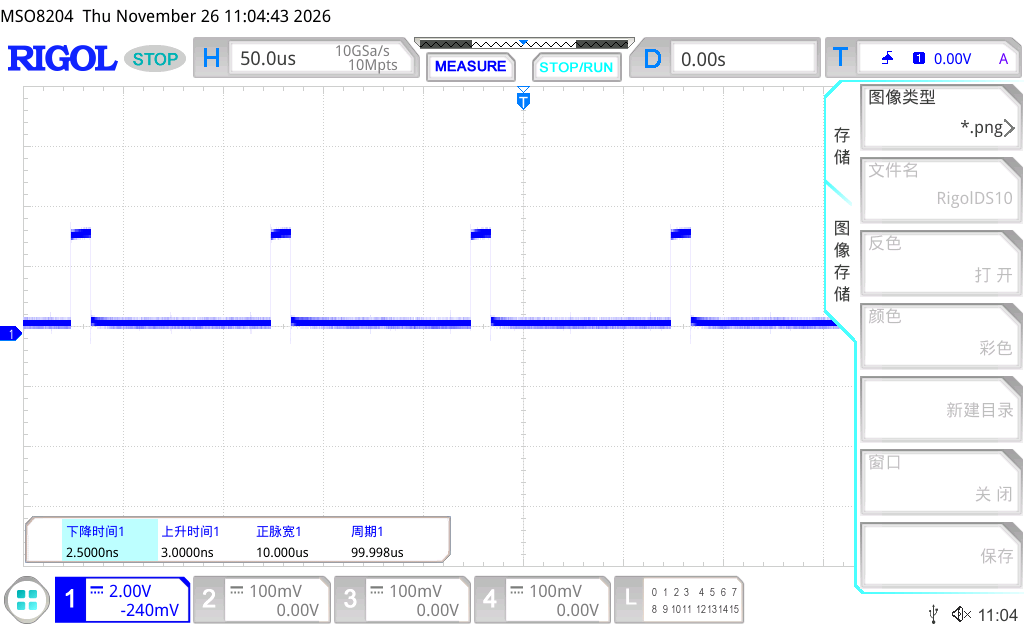 MSO8204 Thu November 26 11:04:43 2026
RIGOL STOP H 50.0us 10GSa/s 10Mpts MEASURE STOP/RUN D 0.00s T 1 0.00V A
T
存储
图像存储
图像类型
*.png
文件名
RigolDS10
反色
打开
颜色
彩色
新建目录
窗口
关闭
保存
1
下降时间1 上升时间1 正脉宽1 周期1
2.5000ns 3.0000ns 10.000us 99.998us
1 2.00V -240mV
2 100mV 0.00V
3 100mV 0.00V
4 100mV 0.00V
L 0 1 2 3 4 5 6 7
8 9 10 11 12 13 14 15
11:04